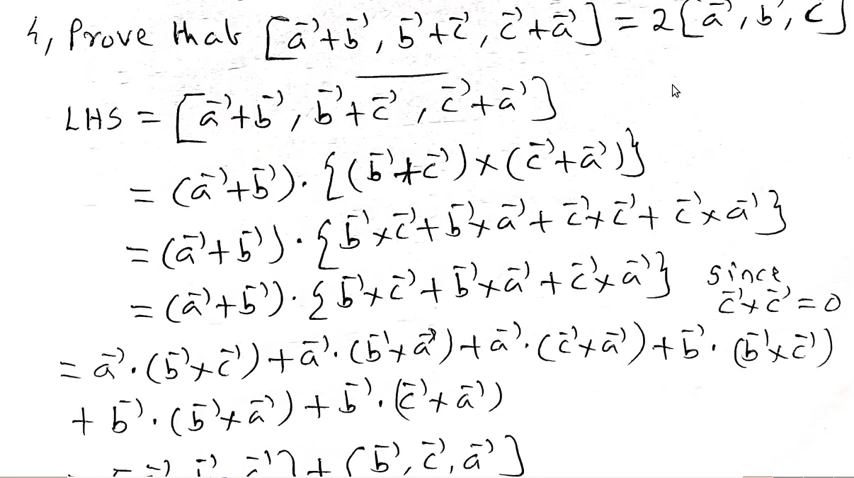 4, Prove that [a⃗+b⃗, b⃗+c⃗, c⃗+a⃗] = 2[a⃗, b⃗, c⃗]
LHS = [a⃗+b⃗, b⃗+c⃗, c⃗+a⃗]
= (a⃗+b⃗)·{(b⃗+c⃗)×(c⃗+a⃗)}
= (a⃗+b⃗)·{b⃗×c⃗+b⃗×a⃗+c⃗×c⃗+c⃗×a⃗}
= (a⃗+b⃗)·{b⃗×c⃗+b⃗×a⃗+c⃗×a⃗} since c⃗×c⃗=0
= a⃗·(b⃗×c⃗)+a⃗·(b⃗×a⃗)+a⃗·(c⃗×a⃗)+b⃗·(b⃗×c⃗)
+ b⃗·(b⃗×a⃗)+b⃗·(c⃗×a⃗)
+ [b⃗, c⃗, a⃗]